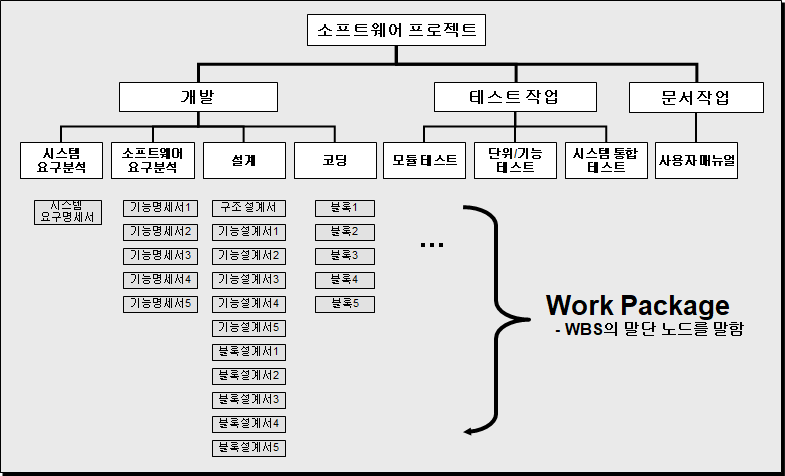 소프트웨어 프로젝트
개발
테스트 작업
문서작업
시스템
요구분석
소프트웨어
요구분석
설계
코딩
모듈 테스트
단위/기능
테스트
시스템 통합
테스트
사용자 매뉴얼
시스템
요구명세서
기능명세서1
기능명세서2
기능명세서3
기능명세서4
기능명세서5
구조설계서
기능설계서1
기능설계서2
기능설계서3
기능설계서4
기능설계서5
블록설계서1
블록설계서2
블록설계서3
블록설계서4
블록설계서5
블록1
블록2
블록3
블록4
블록5
...
Work Package
- WBS의 말단 노드를 말함